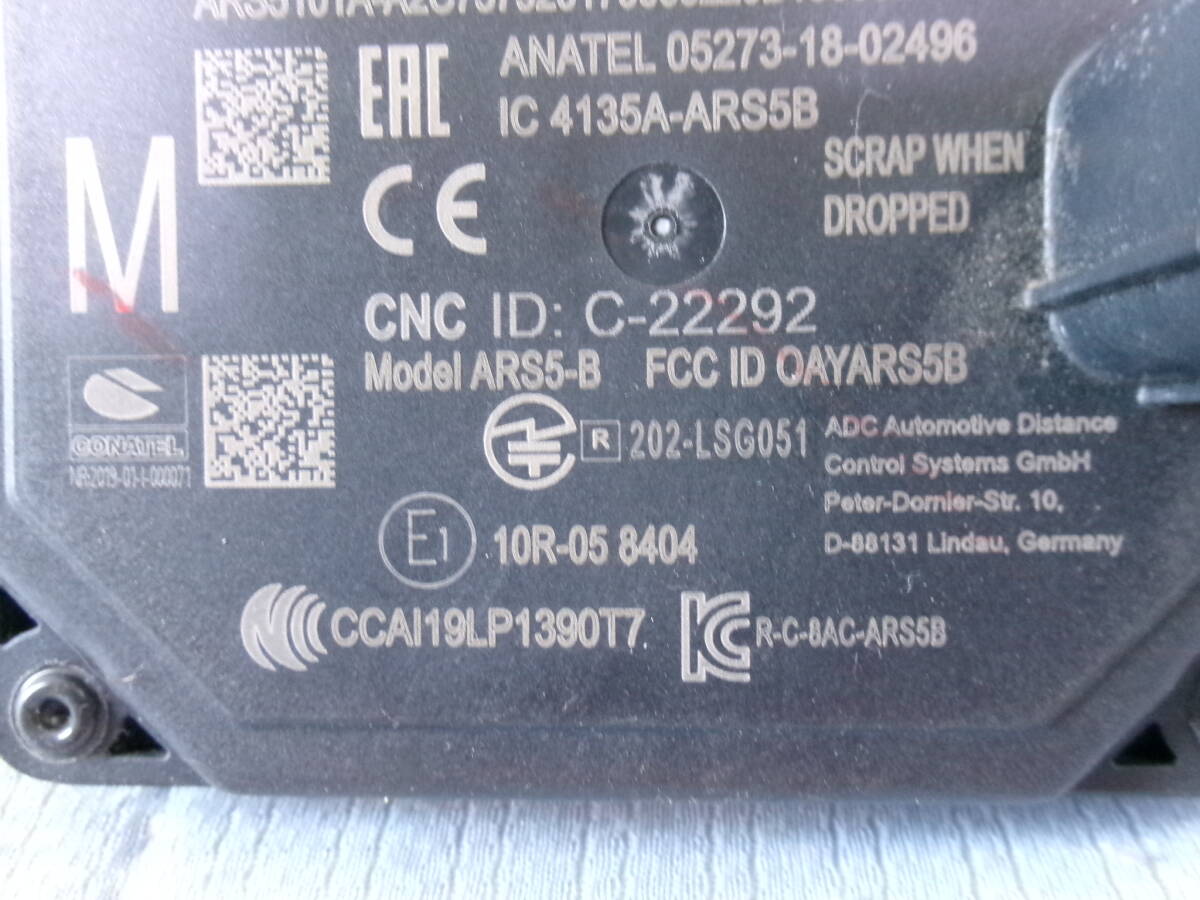 ANATEL 05273-18-02496
EAC
IC 4135A-ARS5B
M
SCRAP WHEN
DROPPED
CE
CNC ID: C-22292
Model ARS5-B FCC ID OAYARS5B
CONATEL
R 202-LSG051
ADC Automotive Distance
Control Systems GmbH
Peter-Dornier-Str. 10,
D-88131 Lindau, Germany
E1 10R-05 8404
CCAI19LP1390T7
R-C-8AC-ARS5B